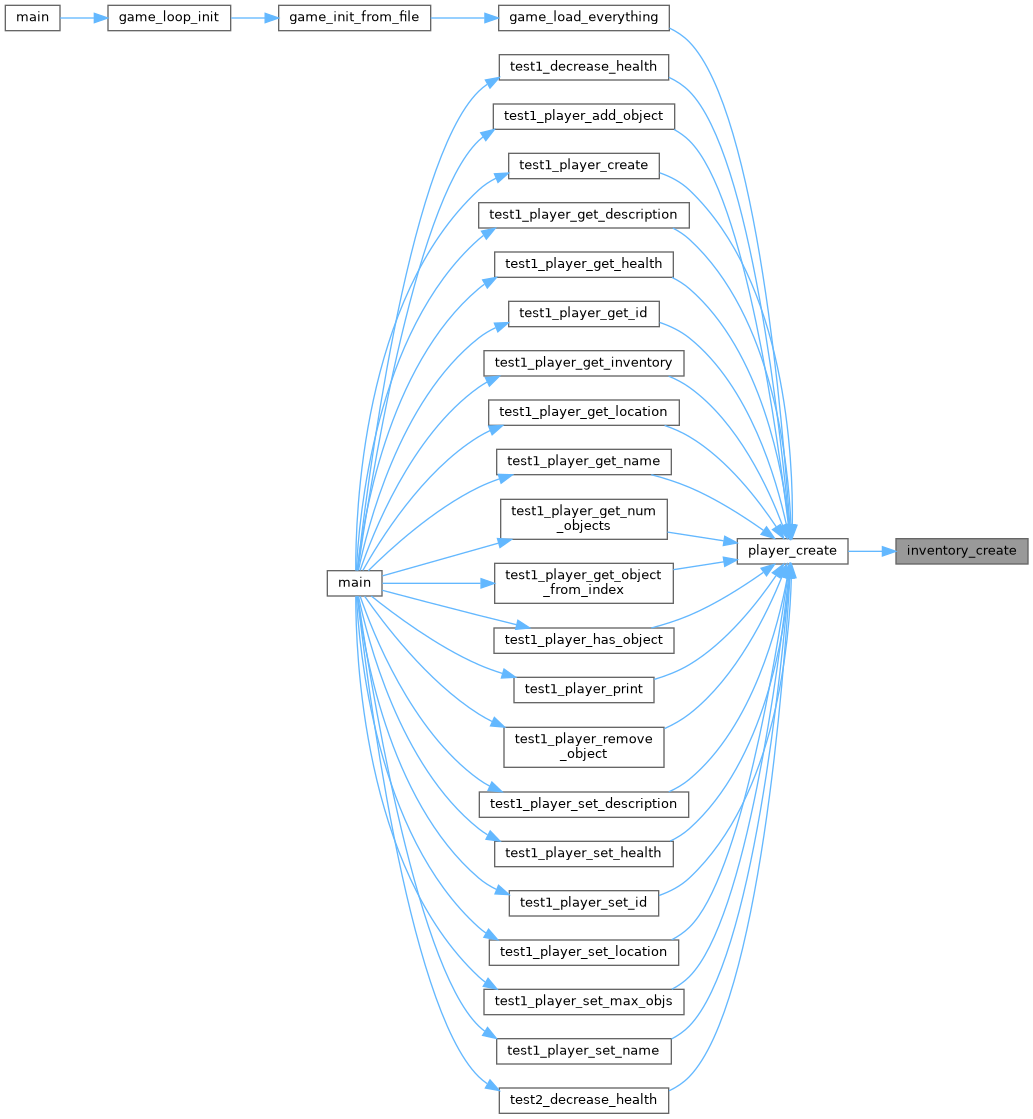 main
game_loop_init
game_init_from_file
game_load_everything
test1_decrease_health
test1_player_add_object
test1_player_create
test1_player_get_description
test1_player_get_health
test1_player_get_id
test1_player_get_inventory
test1_player_get_location
test1_player_get_name
test1_player_get_num
_objects
player_create
inventory_create
main
test1_player_get_object
_from_index
test1_player_has_object
test1_player_print
test1_player_remove
_object
test1_player_set_description
test1_player_set_health
test1_player_set_id
test1_player_set_location
test1_player_set_max_objs
test1_player_set_name
test2_decrease_health